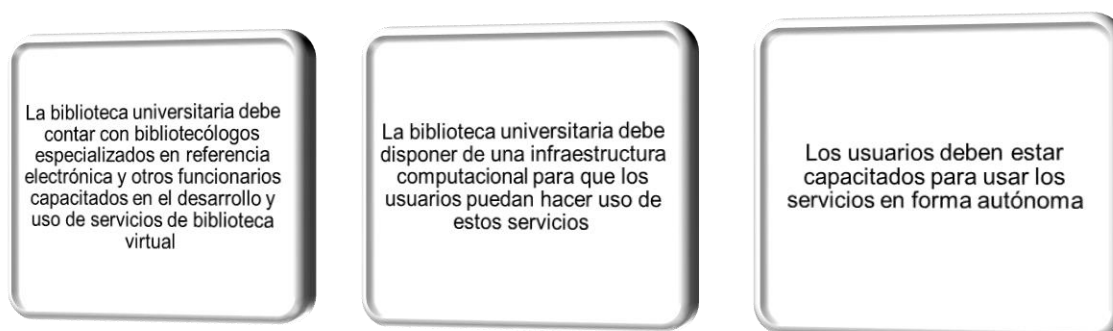 La biblioteca universitaria debe
contar con bibliotecólogos
especializados en referencia
electrónica y otros funcionarios
capacitados en el desarrollo y
uso de servicios de biblioteca
virtual
La biblioteca universitaria debe
disponer de una infraestructura
computacional para que los
usuarios puedan hacer uso de
estos servicios
Los usuarios deben estar
capacitados para usar los
servicios en forma autónoma